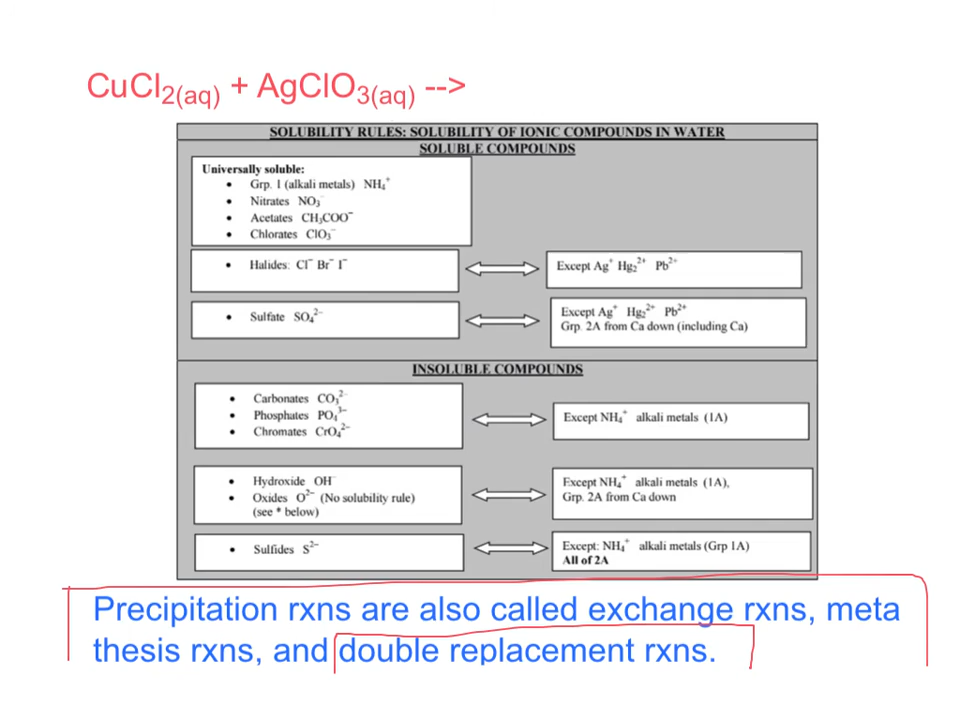 CuCl2(aq) + AgClO3(aq) -->
SOLUBILITY RULES: SOLUBILITY OF IONIC COMPOUNDS IN WATER
SOLUBLE COMPOUNDS
Universally soluble:
• Grp. 1 (alkali metals) NH₄⁺
• Nitrates NO₃⁻
• Acetates CH₃COO⁻
• Chlorates ClO₃⁻
• Halides: Cl⁻ Br⁻ I⁻
Except Ag⁺ Hg₂²⁺ Pb²⁺
• Sulfate SO₄²⁻
Except Ag⁺ Hg₂²⁺ Pb²⁺
Grp. 2A from Ca down (including Ca)
INSOLUBLE COMPOUNDS
• Carbonates CO₃²⁻
• Phosphates PO₄³⁻
• Chromates CrO₄²⁻
Except NH₄⁺ alkali metals (1A)
• Hydroxide OH⁻
• Oxides O²⁻ (No solubility rule)
(see * below)
Except NH₄⁺ alkali metals (1A),
Grp. 2A from Ca down
• Sulfides S²⁻
Except: NH₄⁺ alkali metals (Grp 1A)
All of 2A
Precipitation rxns are also called exchange rxns, meta
thesis rxns, and double replacement rxns.